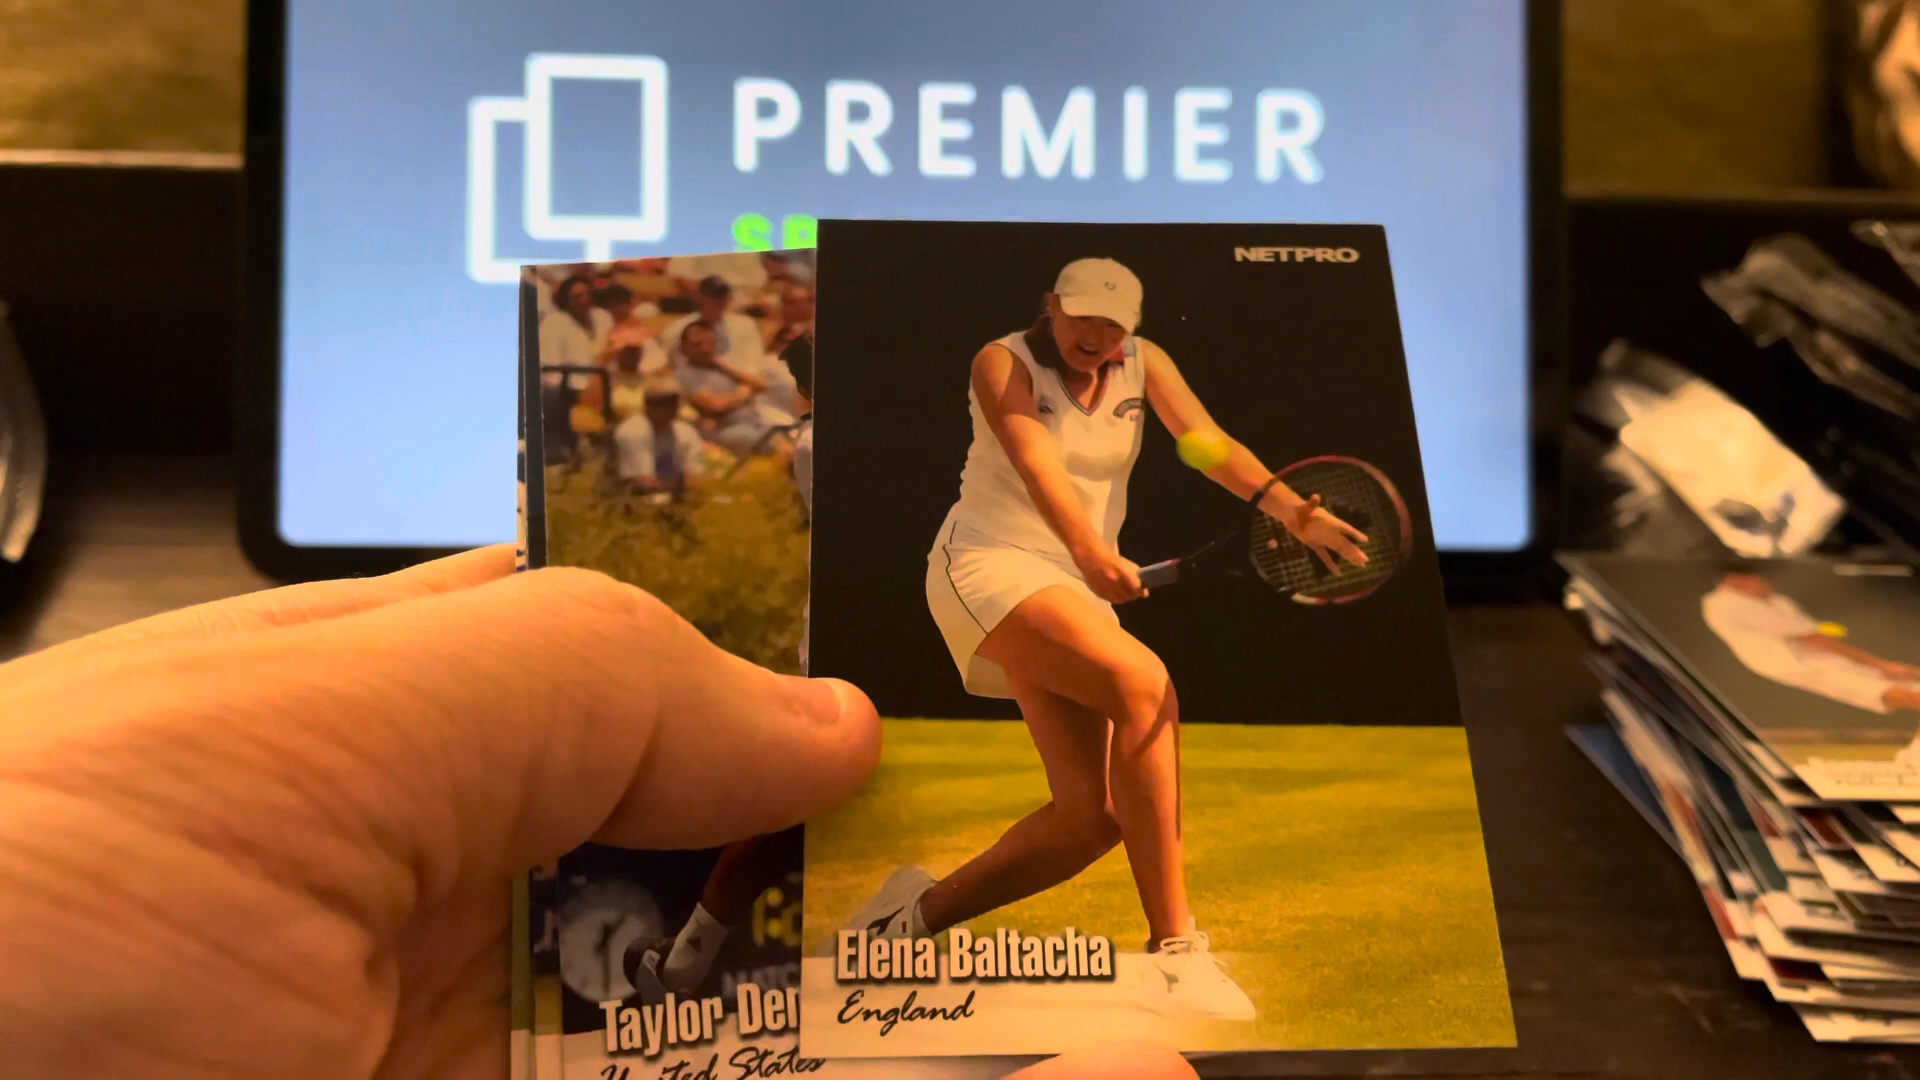 PREMIER
NETPRO
Elena Baltacha
England
Taylor Den
United States